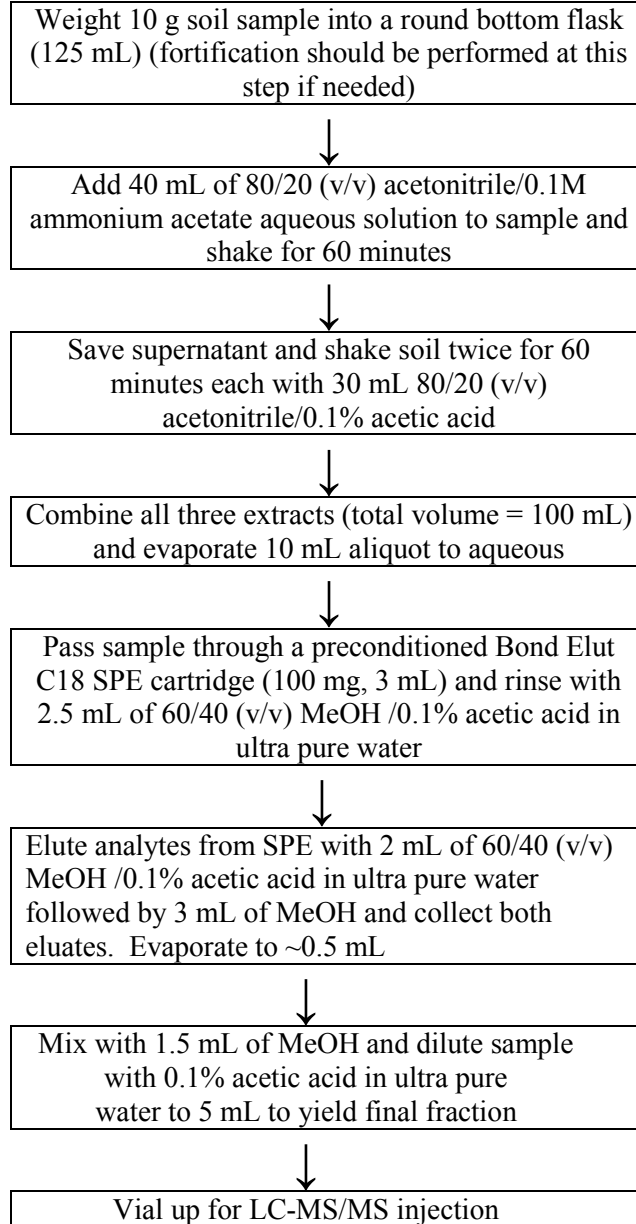 Weight 10 g soil sample into a round bottom flask
(125 mL) (fortification should be performed at this
step if needed)
Add 40 mL of 80/20 (v/v) acetonitrile/0.1M
ammonium acetate aqueous solution to sample and
shake for 60 minutes
Save supernatant and shake soil twice for 60
minutes each with 30 mL 80/20 (v/v)
acetonitrile/0.1% acetic acid
Combine all three extracts (total volume = 100 mL)
and evaporate 10 mL aliquot to aqueous
Pass sample through a preconditioned Bond Elut
C18 SPE cartridge (100 mg, 3 mL) and rinse with
2.5 mL of 60/40 (v/v) MeOH /0.1% acetic acid in
ultra pure water
Elute analytes from SPE with 2 mL of 60/40 (v/v)
MeOH /0.1% acetic acid in ultra pure water
followed by 3 mL of MeOH and collect both
eluates.  Evaporate to ~0.5 mL
Mix with 1.5 mL of MeOH and dilute sample
with 0.1% acetic acid in ultra pure
water to 5 mL to yield final fraction
Vial up for LC-MS/MS injection